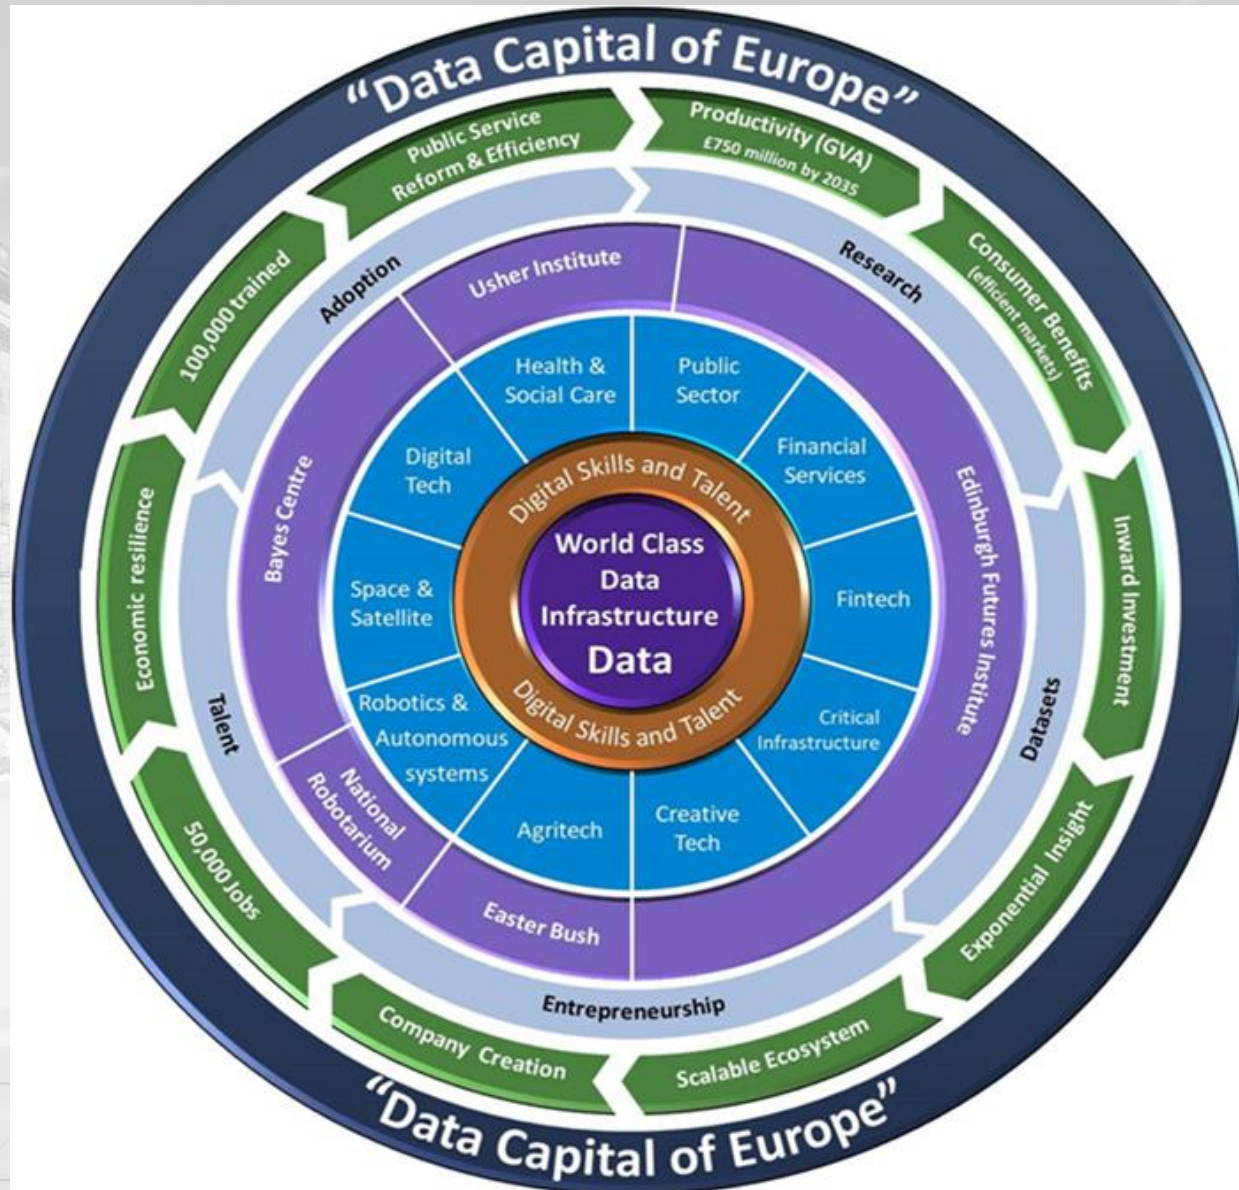 “Data Capital of Europe”
Public Service
Reform & Efficiency
Productivity (GVA)
£750 million by 2035
Consumer Benefits
(efficient markets)
Inward Investment
Exponential Insight
Scalable Ecosystem
Company Creation
50,000 Jobs
Economic resilience
100,000 trained
Adoption
Research
Datasets
Entrepreneurship
Talent
Usher Institute
Edinburgh Futures Institute
Easter Bush
National
Robotarium
Bayes Centre
Health &
Social Care
Public
Sector
Financial
Services
Fintech
Critical
Infrastructure
Creative
Tech
Agritech
Robotics &
Autonomous
systems
Space &
Satellite
Digital
Tech
Digital Skills and Talent
World Class
Data
Infrastructure
Data
Digital Skills and Talent
“Data Capital of Europe”